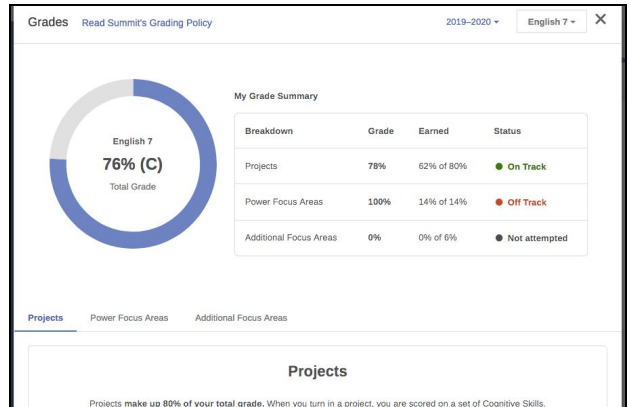 Grades Read Summit's Grading Policy 2019–2020 English 7 ✕
My Grade Summary
English 7
76% (C)
Total Grade
Breakdown Grade Earned Status
Projects 78% 62% of 80% On Track
Power Focus Areas 100% 14% of 14% Off Track
Additional Focus Areas 0% 0% of 6% Not attempted
Projects Power Focus Areas Additional Focus Areas
Projects
Projects make up 80% of your total grade. When you turn in a project, you are scored on a set of Cognitive Skills.